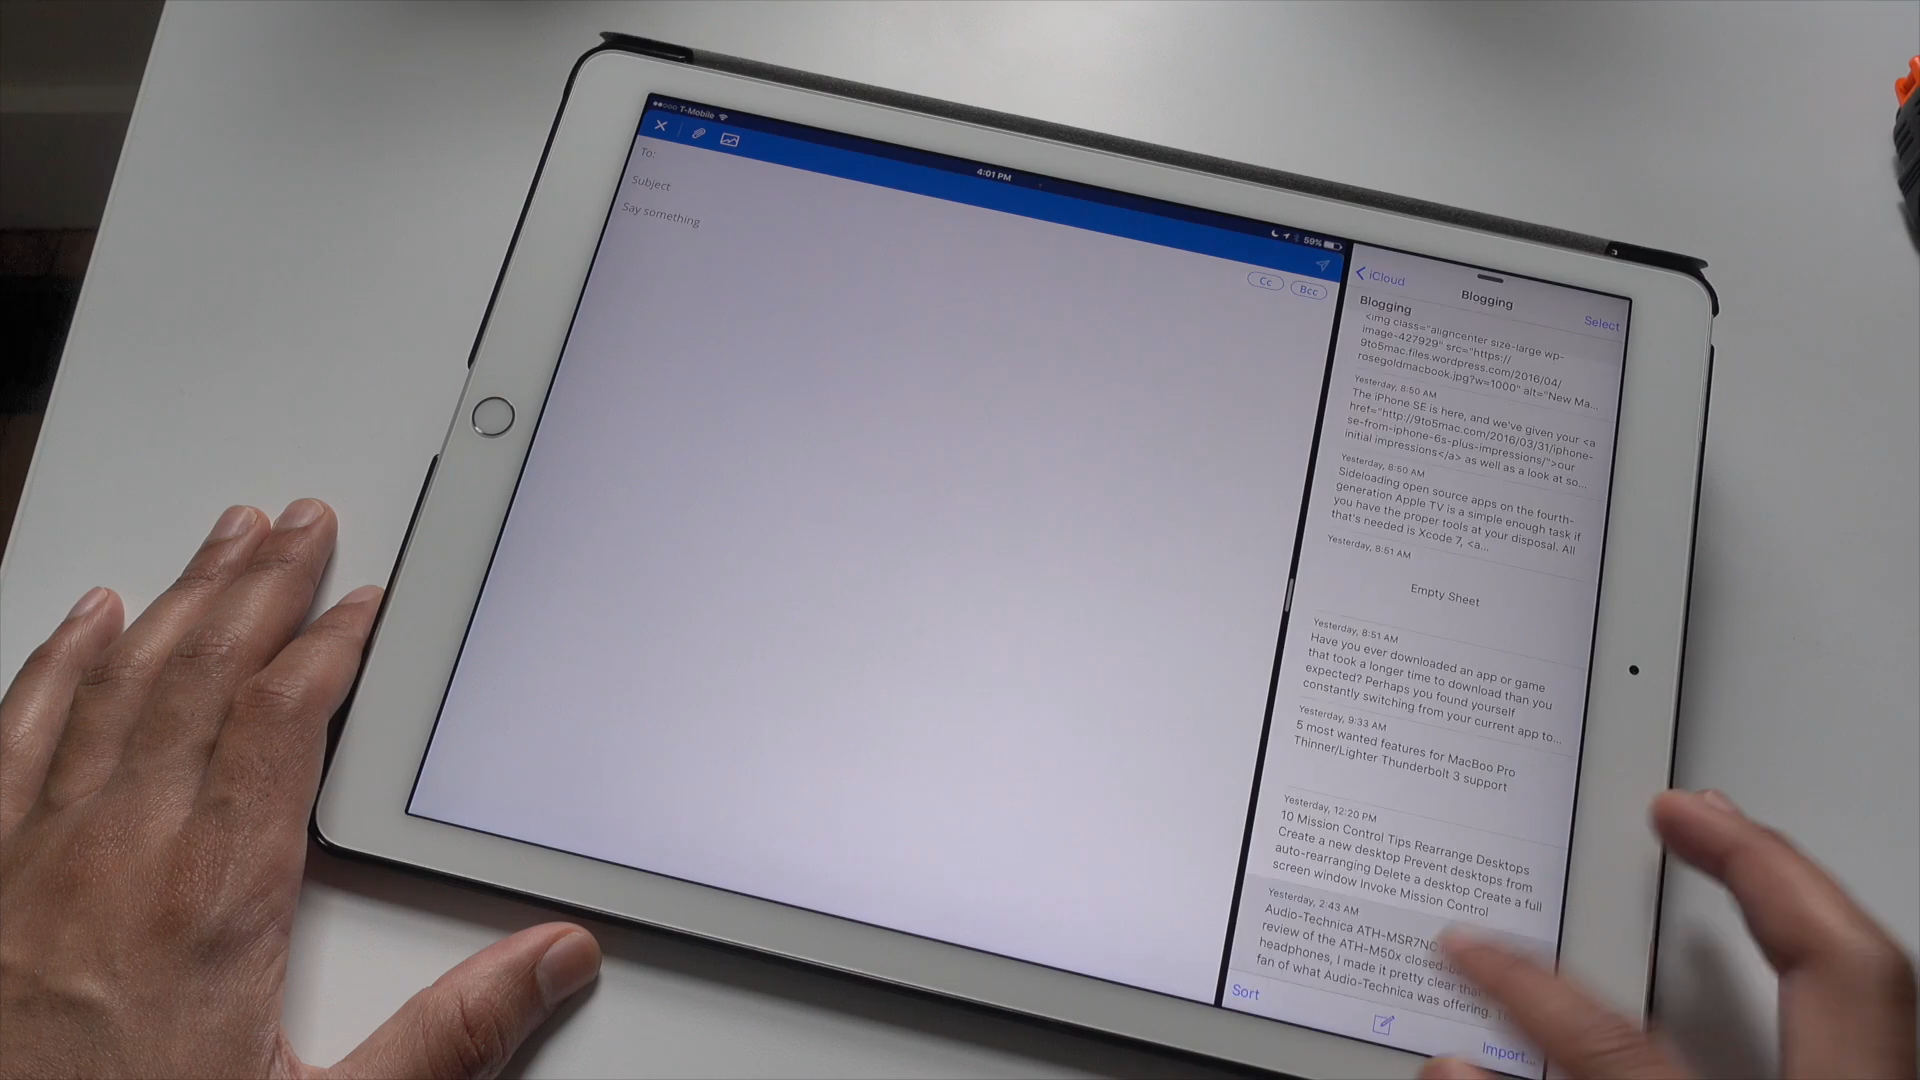 T-Mobile
4:01 PM
59%
To:
Subject
Say something
Cc
Bcc
iCloud
Blogging
Select
Blogging
<img class="aligncenter size-large wp-
image-427929" src="https://
9to5mac.files.wordpress.com/2016/04/
rosegoldmacbook.jpg?w=1000" alt="New Ma...
Yesterday, 8:50 AM
The iPhone SE is here, and we've given your <a
href="http://9to5mac.com/2016/03/31/iphone-
se-from-iphone-6s-plus-impressions/">our
initial impressions</a> as well as a look at so...
Yesterday, 8:50 AM
Sideloading open source apps on the fourth-
generation Apple TV is a simple enough task if
you have the proper tools at your disposal. All
that's needed is Xcode 7, <a...
Yesterday, 8:51 AM
Empty Sheet
Yesterday, 8:51 AM
Have you ever downloaded an app or game
that took a longer time to download than you
expected? Perhaps you found yourself
constantly switching from your current app to...
Yesterday, 9:33 AM
5 most wanted features for MacBoo Pro
Thinner/Lighter Thunderbolt 3 support
Yesterday, 12:20 PM
10 Mission Control Tips Rearrange Desktops
Create a new desktop Prevent desktops from
auto-rearranging Delete a desktop Create a full
screen window Invoke Mission Control
Yesterday, 2:43 AM
Audio-Technica ATH-MSR7NC
review of the ATH-M50x closed-
headphones, I made it pretty clear that
fan of what Audio-Technica was offering.
Sort
Import...